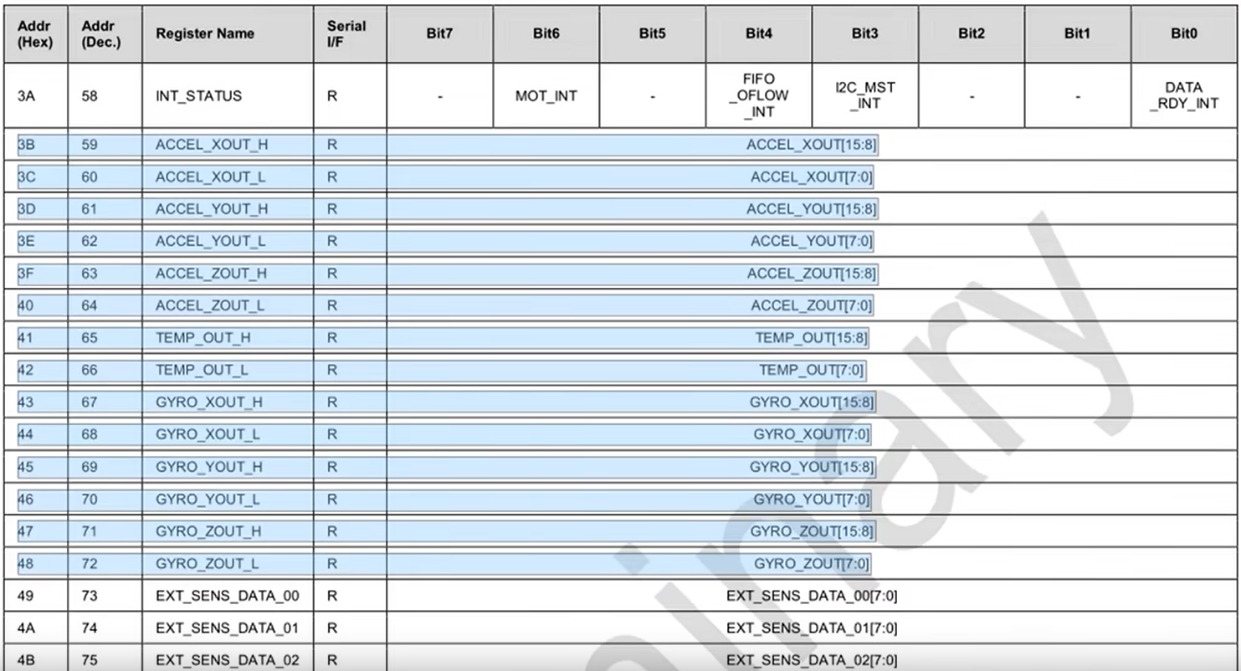 Addr (Hex) Addr (Dec.) Register Name Serial I/F Bit7 Bit6 Bit5 Bit4 Bit3 Bit2 Bit1 Bit0
3A 58 INT_STATUS R - MOT_INT - FIFO _OFLOW _INT I2C_MST _INT - - DATA _RDY_INT
3B 59 ACCEL_XOUT_H R ACCEL_XOUT[15:8]
3C 60 ACCEL_XOUT_L R ACCEL_XOUT[7:0]
3D 61 ACCEL_YOUT_H R ACCEL_YOUT[15:8]
3E 62 ACCEL_YOUT_L R ACCEL_YOUT[7:0]
3F 63 ACCEL_ZOUT_H R ACCEL_ZOUT[15:8]
40 64 ACCEL_ZOUT_L R ACCEL_ZOUT[7:0]
41 65 TEMP_OUT_H R TEMP_OUT[15:8]
42 66 TEMP_OUT_L R TEMP_OUT[7:0]
43 67 GYRO_XOUT_H R GYRO_XOUT[15:8]
44 68 GYRO_XOUT_L R GYRO_XOUT[7:0]
45 69 GYRO_YOUT_H R GYRO_YOUT[15:8]
46 70 GYRO_YOUT_L R GYRO_YOUT[7:0]
47 71 GYRO_ZOUT_H R GYRO_ZOUT[15:8]
48 72 GYRO_ZOUT_L R GYRO_ZOUT[7:0]
49 73 EXT_SENS_DATA_00 R EXT_SENS_DATA_00[7:0]
4A 74 EXT_SENS_DATA_01 R EXT_SENS_DATA_01[7:0]
4B 75 EXT_SENS_DATA_02 R EXT_SENS_DATA_02[7:0]
inary